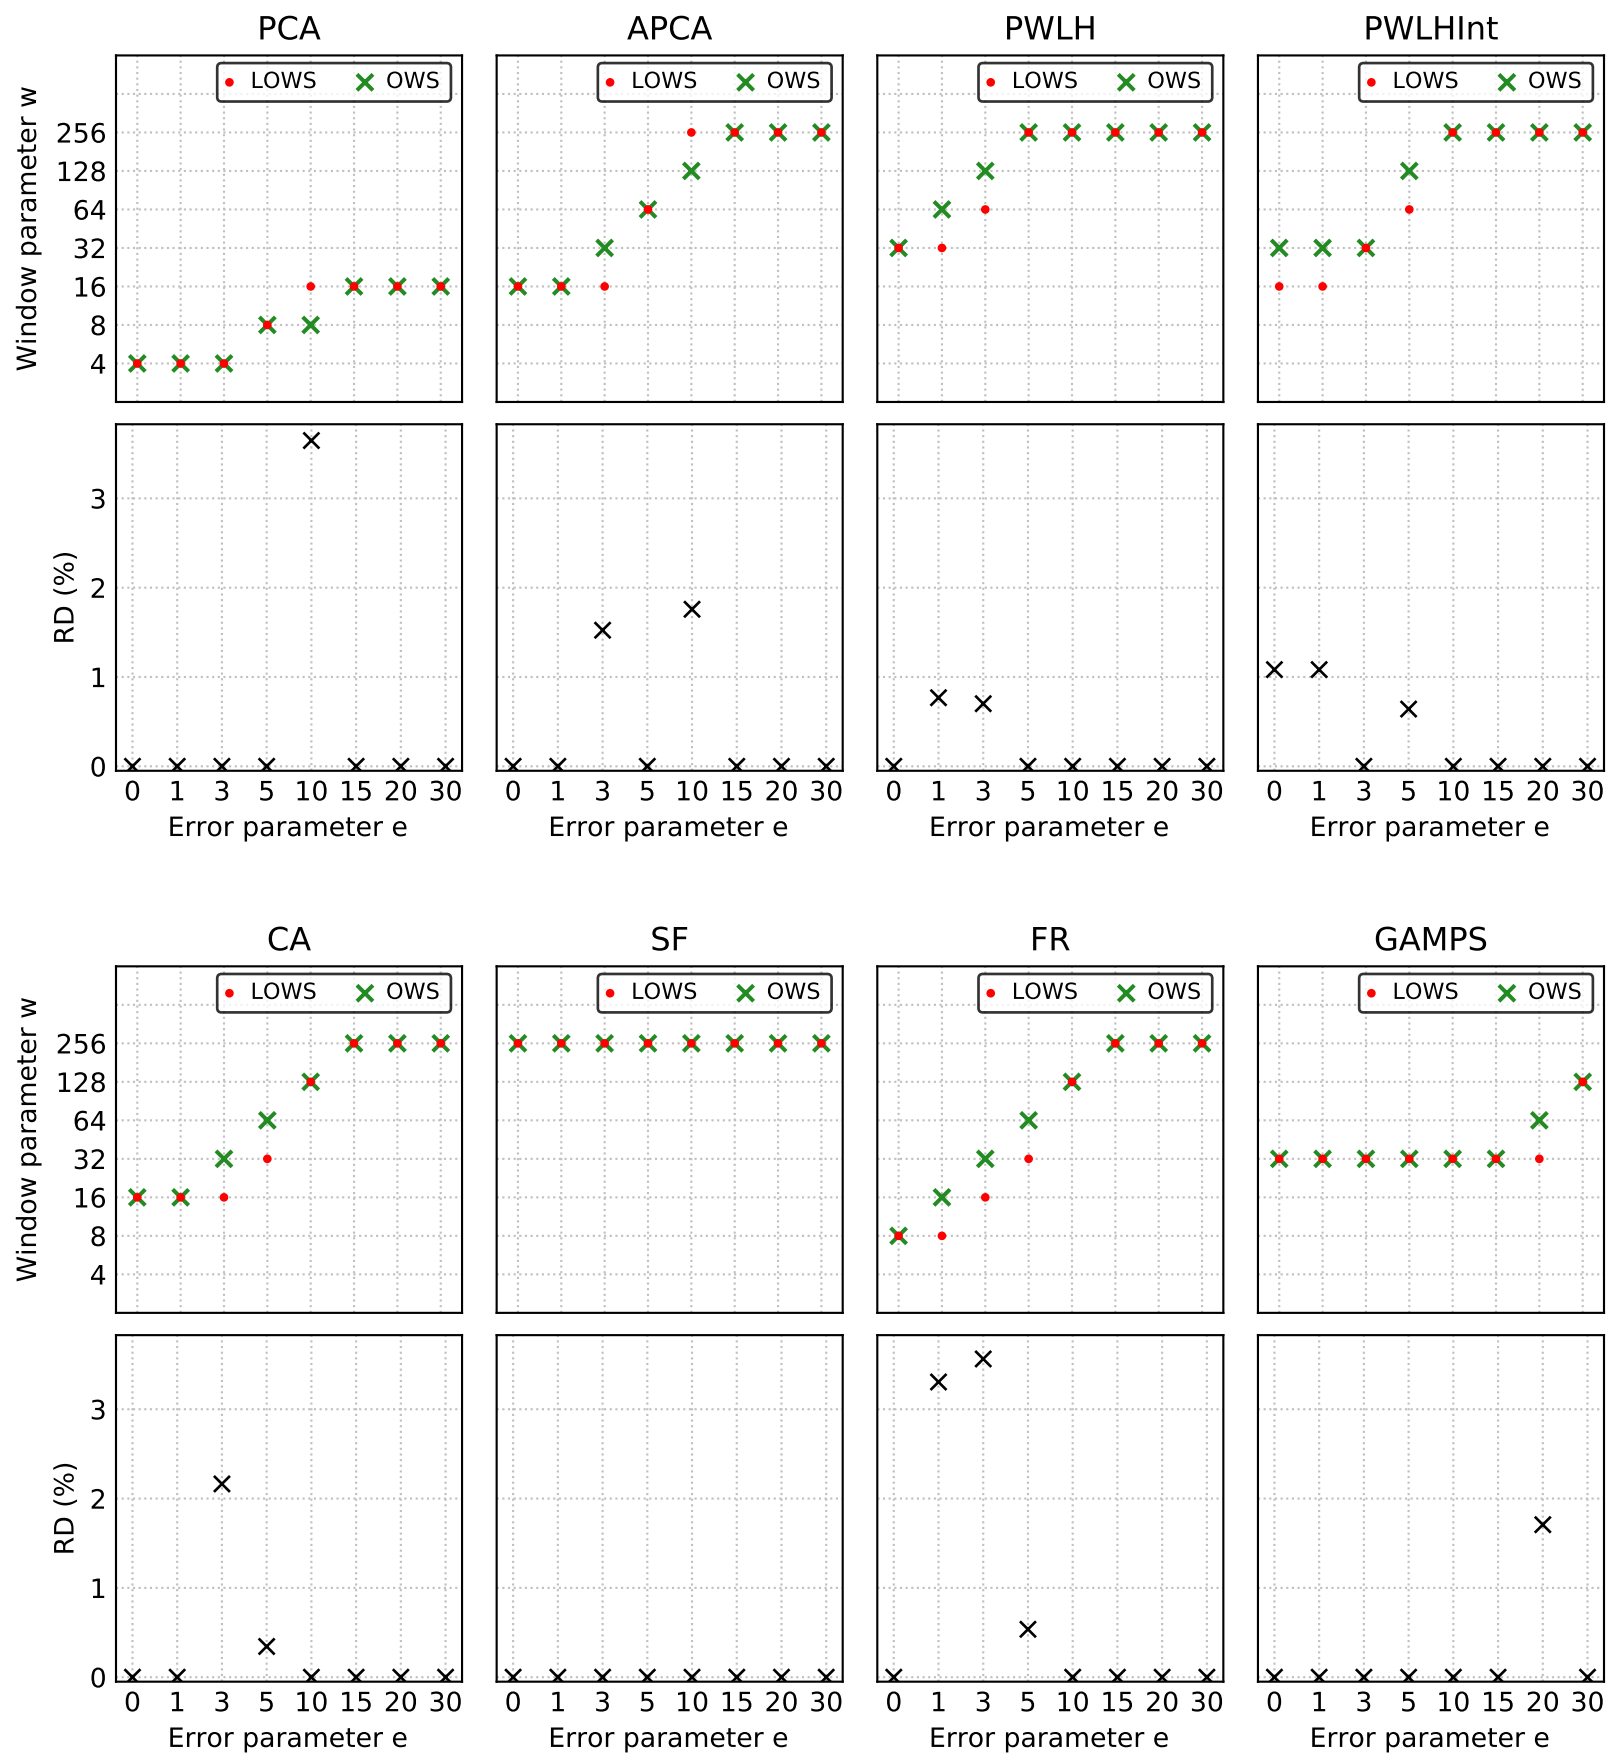 PCA APCA PWLH PWLHInt
LOWS OWS LOWS OWS LOWS OWS LOWS OWS
Window parameter w
256
128
64
32
16
8
4
RD (%)
3
2
1
0
0 1 3 5 10 15 20 30 0 1 3 5 10 15 20 30 0 1 3 5 10 15 20 30 0 1 3 5 10 15 20 30
Error parameter e Error parameter e Error parameter e Error parameter e
CA SF FR GAMPS
LOWS OWS LOWS OWS LOWS OWS LOWS OWS
Window parameter w
256
128
64
32
16
8
4
RD (%)
3
2
1
0
0 1 3 5 10 15 20 30 0 1 3 5 10 15 20 30 0 1 3 5 10 15 20 30 0 1 3 5 10 15 20 30
Error parameter e Error parameter e Error parameter e Error parameter e